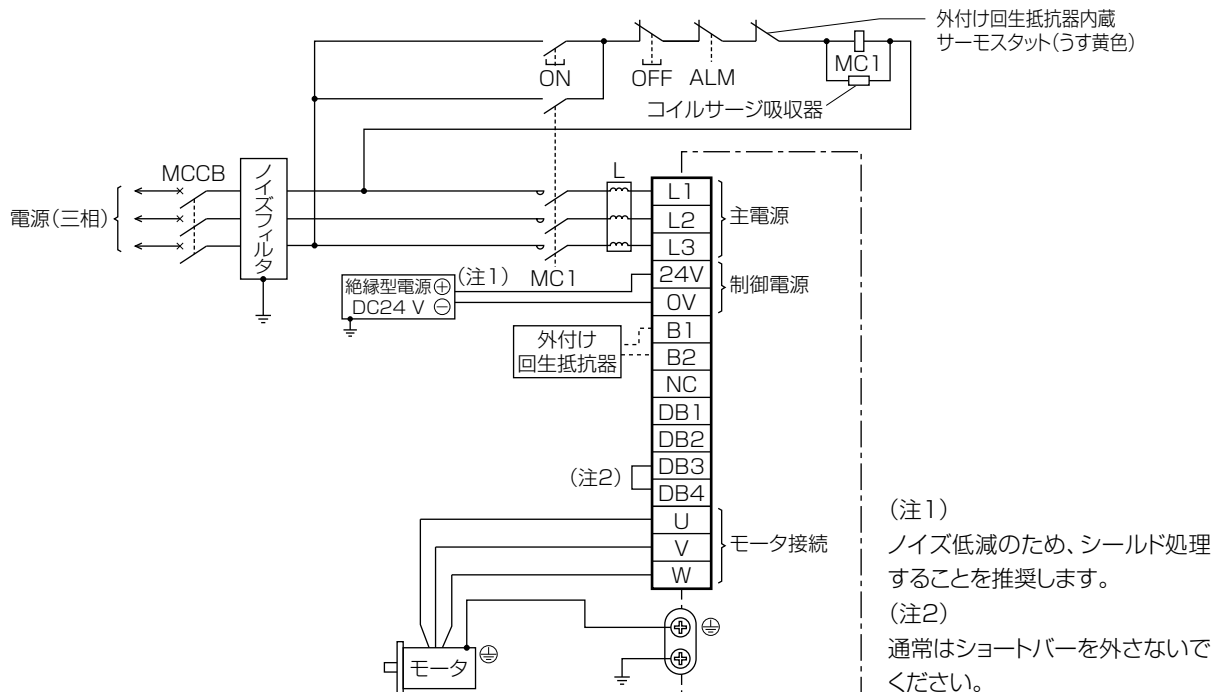 外付け回生抵抗器内蔵
サーモスタット(うす黄色)
ON
OFF
ALM
MC1
コイルサージ吸収器
MCCB
ノイズフィルタ
L
電源(三相)
L1
L2
L3
主電源
MC1
絶縁型電源⊕
DC24 V ⊖
(注1)
24V
0V
制御電源
外付け
回生抵抗器
B1
B2
NC
DB1
DB2
DB3
DB4
(注2)
U
V
W
モータ接続
モータ
(注1)
ノイズ低減のため、シールド処理
することを推奨します。
(注2)
通常はショートバーを外さないで
ください。